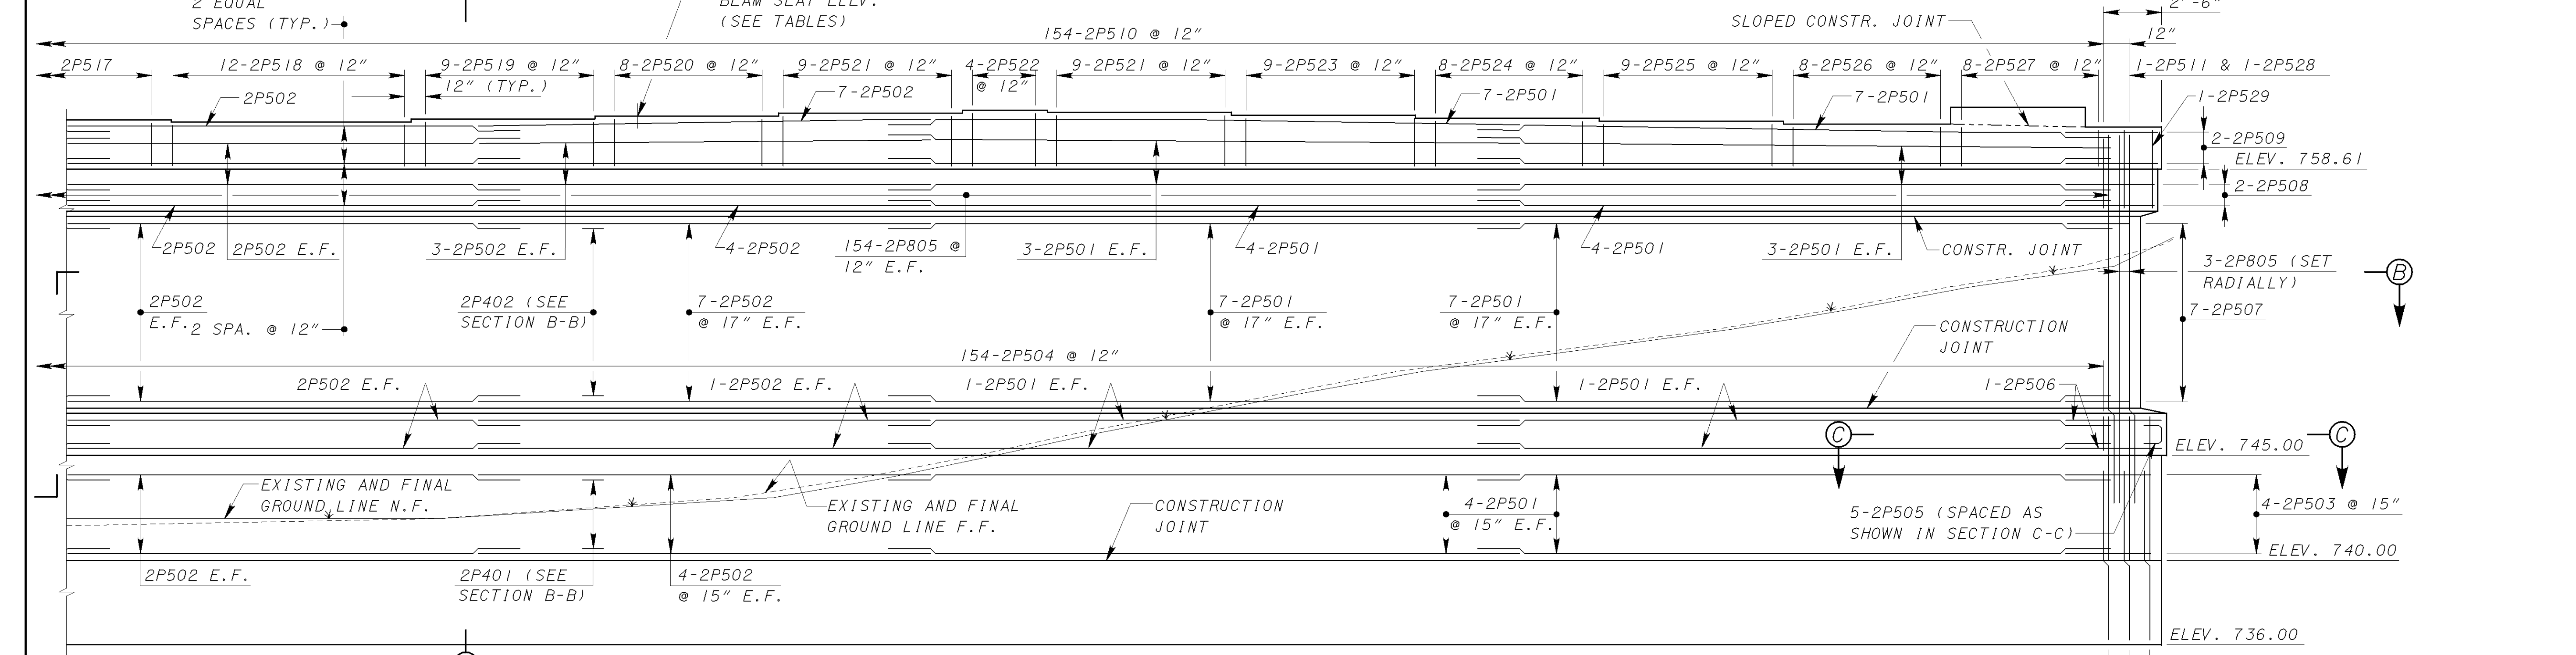 2 EQUAL
SPACES (TYP.)
BEAM SEAT ELEV.
(SEE TABLES)
SLOPED CONSTR. JOINT
2'-6"
154-2P510 @ 12"
12"
2P517
12-2P518 @ 12"
9-2P519 @ 12"
8-2P520 @ 12"
9-2P521 @ 12"
4-2P522
@ 12"
9-2P521 @ 12"
9-2P523 @ 12"
8-2P524 @ 12"
9-2P525 @ 12"
8-2P526 @ 12"
8-2P527 @ 12"
1-2P511 & 1-2P528
12" (TYP.)
2P502
7-2P502
7-2P501
7-2P501
1-2P529
2-2P509
ELEV. 758.61
2-2P508
2P502
2P502 E.F.
3-2P502 E.F.
4-2P502
154-2P805 @
12" E.F.
3-2P501 E.F.
4-2P501
4-2P501
3-2P501 E.F.
CONSTR. JOINT
3-2P805 (SET
RADIALLY)
B
2P502
E.F.
2 SPA. @ 12"
2P402 (SEE
SECTION B-B)
7-2P502
@ 17" E.F.
7-2P501
@ 17" E.F.
7-2P501
@ 17" E.F.
7-2P507
CONSTRUCTION
JOINT
154-2P504 @ 12"
2P502 E.F.
1-2P502 E.F.
1-2P501 E.F.
1-2P501 E.F.
1-2P506
C
C
ELEV. 745.00
EXISTING AND FINAL
GROUND LINE N.F.
EXISTING AND FINAL
GROUND LINE F.F.
CONSTRUCTION
JOINT
4-2P501
@ 15" E.F.
5-2P505 (SPACED AS
SHOWN IN SECTION C-C)
4-2P503 @ 15"
ELEV. 740.00
2P502 E.F.
2P401 (SEE
SECTION B-B)
4-2P502
@ 15" E.F.
ELEV. 736.00